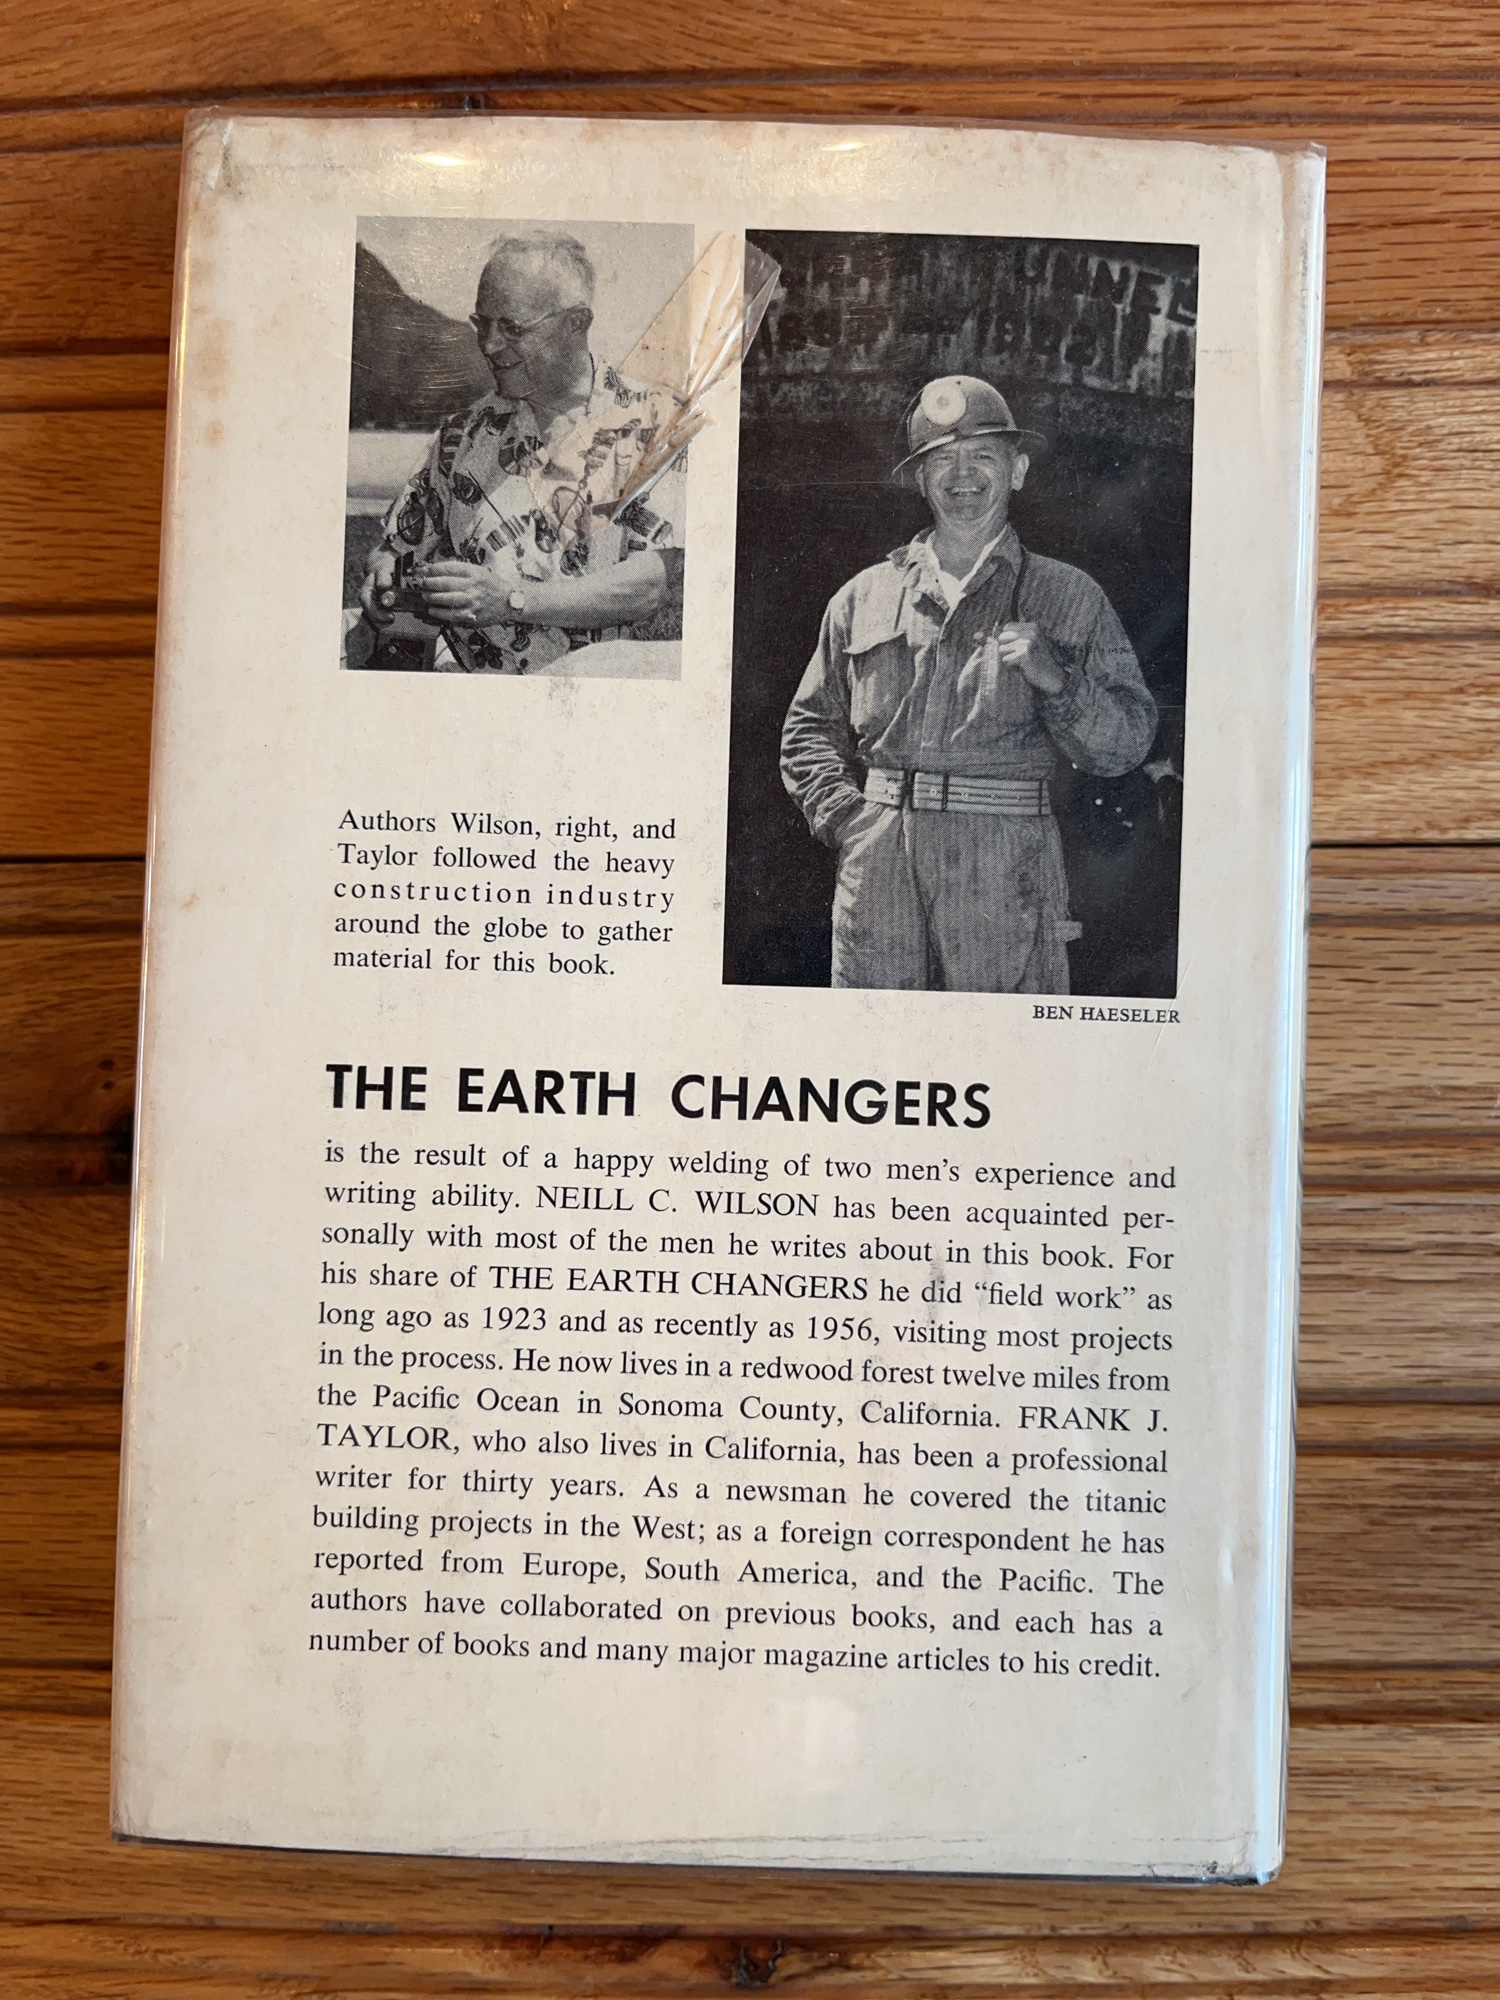 UNNEL
Authors Wilson, right, and
Taylor followed the heavy
construction industry
around the globe to gather
material for this book.
BEN HAESELER
THE EARTH CHANGERS
is the result of a happy welding of two men's experience and
writing ability. NEILL C. WILSON has been acquainted per-
sonally with most of the men he writes about in this book. For
his share of THE EARTH CHANGERS he did “field work” as
long ago as 1923 and as recently as 1956, visiting most projects
in the process. He now lives in a redwood forest twelve miles from
the Pacific Ocean in Sonoma County, California. FRANK J.
TAYLOR, who also lives in California, has been a professional
writer for thirty years. As a newsman he covered the titanic
building projects in the West; as a foreign correspondent he has
reported from Europe, South America, and the Pacific. The
authors have collaborated on previous books, and each has a
number of books and many major magazine articles to his credit.